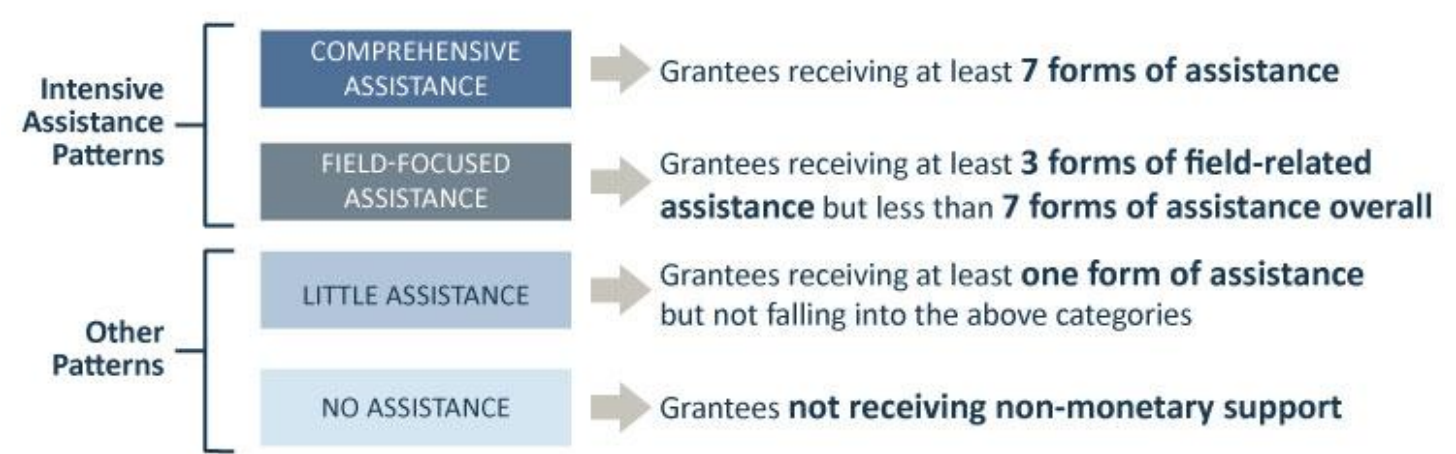 Intensive
Assistance
Patterns
COMPREHENSIVE
ASSISTANCE
Grantees receiving at least 7 forms of assistance
FIELD-FOCUSED
ASSISTANCE
Grantees receiving at least 3 forms of field-related
assistance but less than 7 forms of assistance overall
Other
Patterns
LITTLE ASSISTANCE
Grantees receiving at least one form of assistance
but not falling into the above categories
NO ASSISTANCE
Grantees not receiving non-monetary support